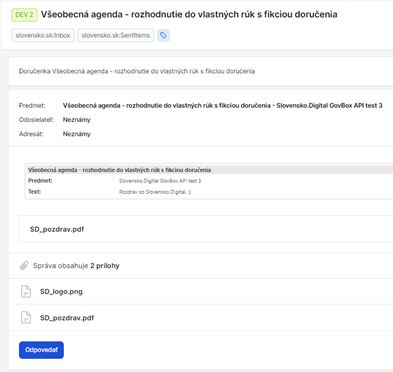 DEV 2 Všeobecná agenda - rozhodnutie do vlastných rúk s fikciou doručenia
slovensko.sk:Inbox slovensko.sk:SentItems
Doručenka Všeobecná agenda - rozhodnutie do vlastných rúk s fikciou doručenia
Predmet: Všeobecná agenda - rozhodnutie do vlastných rúk s fikciou doručenia - Slovensko.Digital GovBox API test 3
Odosielateľ: Neznámy
Adresát: Neznámy
Všeobecná agenda - rozhodnutie do vlastných rúk s fikciou doručenia
Predmet: Slovensko.Digital GovBox API test 3
Text: Pozdrav zo Slovensko.Digital. :)
SD_pozdrav.pdf
Správa obsahuje 2 prílohy
SD_logo.png
SD_pozdrav.pdf
Odpovedať